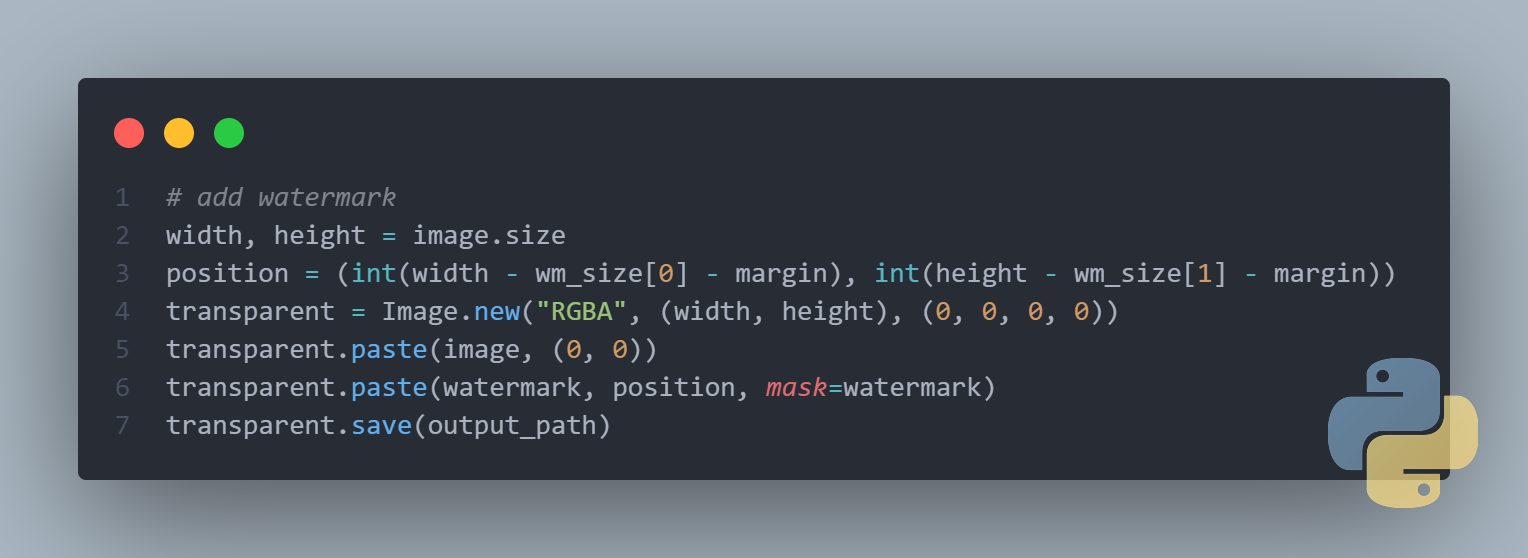 1 # add watermark
2 width, height = image.size
3 position = (int(width - wm_size[0] - margin), int(height - wm_size[1] - margin))
4 transparent = Image.new("RGBA", (width, height), (0, 0, 0, 0))
5 transparent.paste(image, (0, 0))
6 transparent.paste(watermark, position, mask=watermark)
7 transparent.save(output_path)